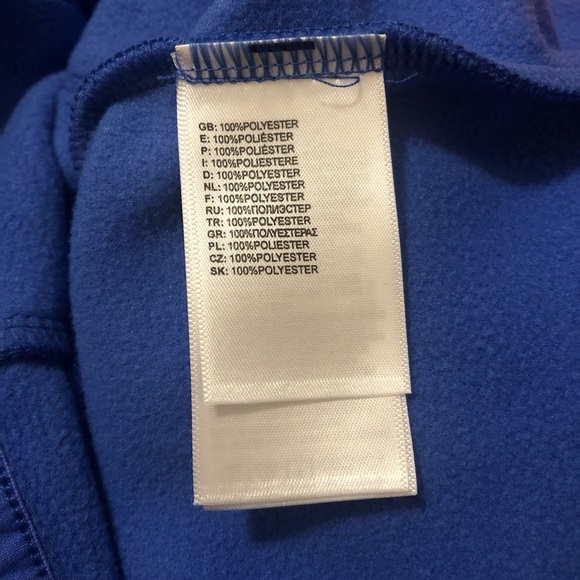 GB: 100%POLYESTER
E: 100%POLIÉSTER
P: 100%POLIÉSTER
I: 100%POLIESTERE
D: 100%POLYESTER
NL: 100%POLYESTER
F: 100%POLYESTER
RU: 100%ПОЛИЭСТЕР
TR: 100%POLYESTER
GR: 100%ΠΟΛΥΕΣΤΕΡΑΣ
PL: 100%POLIESTER
CZ: 100%POLYESTER
SK: 100%POLYESTER